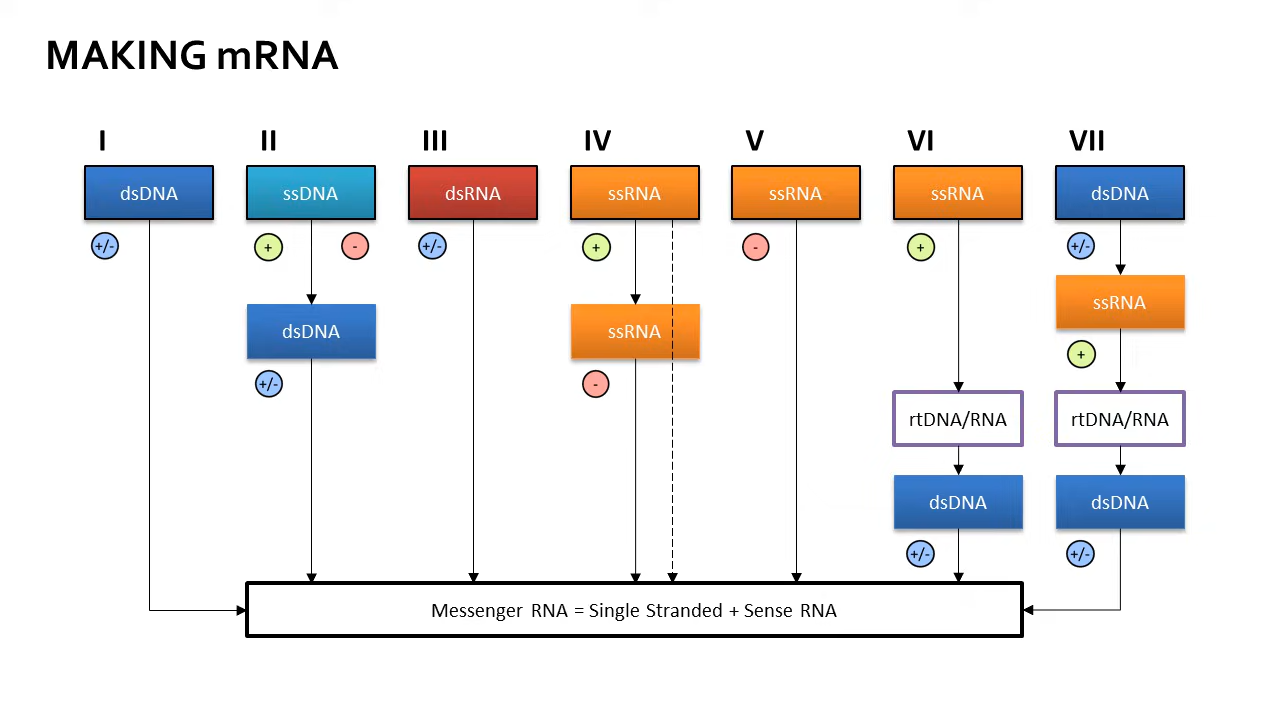 MAKING mRNA
I II III IV V VI VII
dsDNA ssDNA dsRNA ssRNA ssRNA ssRNA dsDNA
+/- + - +/- + - + +/-
ssRNA
dsDNA ssRNA
+
+/- -
rtDNA/RNA rtDNA/RNA
dsDNA dsDNA
+/- +/-
Messenger RNA = Single Stranded + Sense RNA